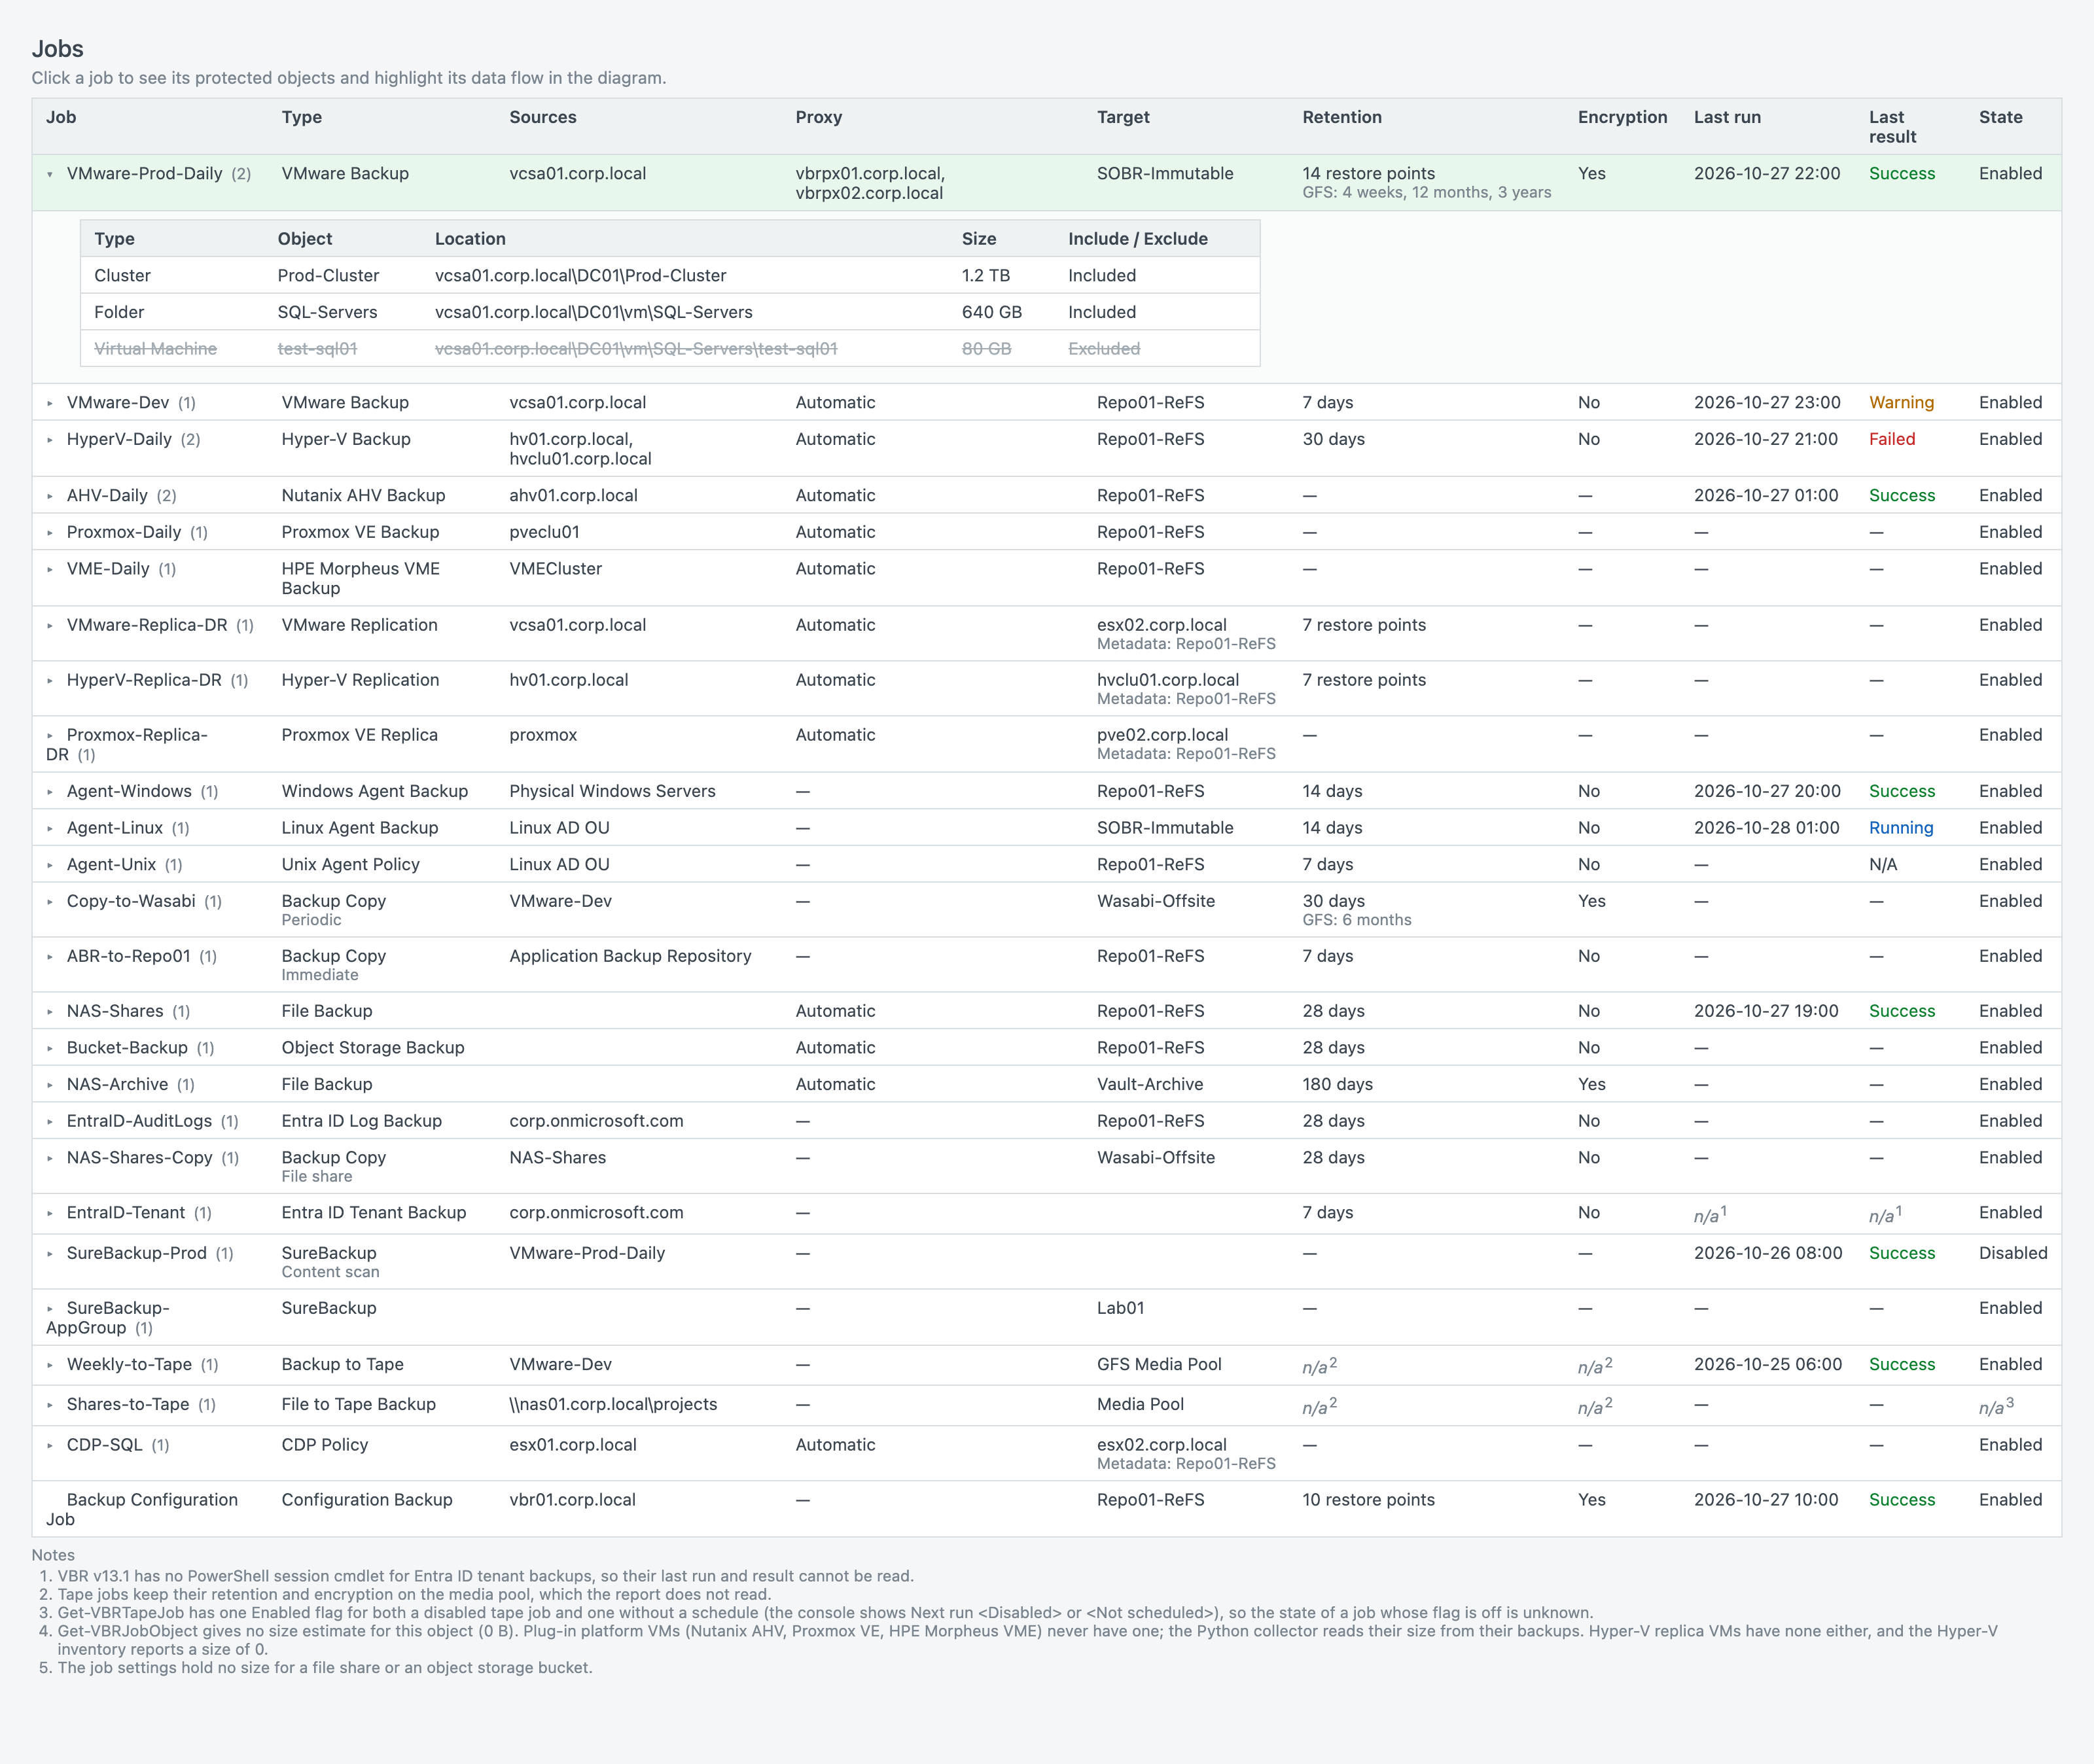 Jobs
Click a job to see its protected objects and highlight its data flow in the diagram.
Job Type Sources Proxy Target Retention Encryption Last run Last result State
▾ VMware-Prod-Daily (2) VMware Backup vcsa01.corp.local vbrpx01.corp.local, vbrpx02.corp.local SOBR-Immutable 14 restore points GFS: 4 weeks, 12 months, 3 years Yes 2026-10-27 22:00 Success Enabled
Type Object Location Size Include / Exclude
Cluster Prod-Cluster vcsa01.corp.local\DC01\Prod-Cluster 1.2 TB Included
Folder SQL-Servers vcsa01.corp.local\DC01\vm\SQL-Servers 640 GB Included
Virtual Machine test-sql01 vcsa01.corp.local\DC01\vm\SQL-Servers\test-sql01 80 GB Excluded
▸ VMware-Dev (1) VMware Backup vcsa01.corp.local Automatic Repo01-ReFS 7 days No 2026-10-27 23:00 Warning Enabled
▸ HyperV-Daily (2) Hyper-V Backup hv01.corp.local, hvclu01.corp.local Automatic Repo01-ReFS 30 days No 2026-10-27 21:00 Failed Enabled
▸ AHV-Daily (2) Nutanix AHV Backup ahv01.corp.local Automatic Repo01-ReFS — — 2026-10-27 01:00 Success Enabled
▸ Proxmox-Daily (1) Proxmox VE Backup pveclu01 Automatic Repo01-ReFS — — — — Enabled
▸ VME-Daily (1) HPE Morpheus VME Backup VMECluster Automatic Repo01-ReFS — — — — Enabled
▸ VMware-Replica-DR (1) VMware Replication vcsa01.corp.local Automatic esx02.corp.local Metadata: Repo01-ReFS 7 restore points — — — Enabled
▸ HyperV-Replica-DR (1) Hyper-V Replication hv01.corp.local Automatic hvclu01.corp.local Metadata: Repo01-ReFS 7 restore points — — — Enabled
▸ Proxmox-Replica-DR (1) Proxmox VE Replica proxmox Automatic pve02.corp.local Metadata: Repo01-ReFS — — — — Enabled
▸ Agent-Windows (1) Windows Agent Backup Physical Windows Servers — Repo01-ReFS 14 days No 2026-10-27 20:00 Success Enabled
▸ Agent-Linux (1) Linux Agent Backup Linux AD OU — SOBR-Immutable 14 days No 2026-10-28 01:00 Running Enabled
▸ Agent-Unix (1) Unix Agent Policy Linux AD OU — Repo01-ReFS 7 days No — N/A Enabled
▸ Copy-to-Wasabi (1) Backup Copy Periodic VMware-Dev — Wasabi-Offsite 30 days GFS: 6 months Yes — — Enabled
▸ ABR-to-Repo01 (1) Backup Copy Immediate Application Backup Repository — Repo01-ReFS 7 days No — — Enabled
▸ NAS-Shares (1) File Backup Automatic Repo01-ReFS 28 days No 2026-10-27 19:00 Success Enabled
▸ Bucket-Backup (1) Object Storage Backup Automatic Repo01-ReFS 28 days No — — Enabled
▸ NAS-Archive (1) File Backup Automatic Vault-Archive 180 days Yes — — Enabled
▸ EntraID-AuditLogs (1) Entra ID Log Backup corp.onmicrosoft.com — Repo01-ReFS 28 days No — — Enabled
▸ NAS-Shares-Copy (1) Backup Copy File share NAS-Shares — Wasabi-Offsite 28 days No — — Enabled
▸ EntraID-Tenant (1) Entra ID Tenant Backup corp.onmicrosoft.com — 7 days No n/a1 n/a1 Enabled
▸ SureBackup-Prod (1) SureBackup Content scan VMware-Prod-Daily — — — 2026-10-26 08:00 Success Disabled
▸ SureBackup-AppGroup (1) SureBackup — Lab01 — — — — Enabled
▸ Weekly-to-Tape (1) Backup to Tape VMware-Dev — GFS Media Pool n/a2 n/a2 2026-10-25 06:00 Success Enabled
▸ Shares-to-Tape (1) File to Tape Backup \\nas01.corp.local\projects — Media Pool n/a2 n/a2 — — n/a3
▸ CDP-SQL (1) CDP Policy esx01.corp.local Automatic esx02.corp.local Metadata: Repo01-ReFS — — — — Enabled
Backup Configuration Job Configuration Backup vbr01.corp.local — Repo01-ReFS 10 restore points Yes 2026-10-27 10:00 Success Enabled
Notes
1. VBR v13.1 has no PowerShell session cmdlet for Entra ID tenant backups, so their last run and result cannot be read.
2. Tape jobs keep their retention and encryption on the media pool, which the report does not read.
3. Get-VBRTapeJob has one Enabled flag for both a disabled tape job and one without a schedule (the console shows Next run <Disabled> or <Not scheduled>), so the state of a job whose flag is off is unknown.
4. Get-VBRJobObject gives no size estimate for this object (0 B). Plug-in platform VMs (Nutanix AHV, Proxmox VE, HPE Morpheus VME) never have one; the Python collector reads their size from their backups. Hyper-V replica VMs have none either, and the Hyper-V
inventory reports a size of 0.
5. The job settings hold no size for a file share or an object storage bucket.